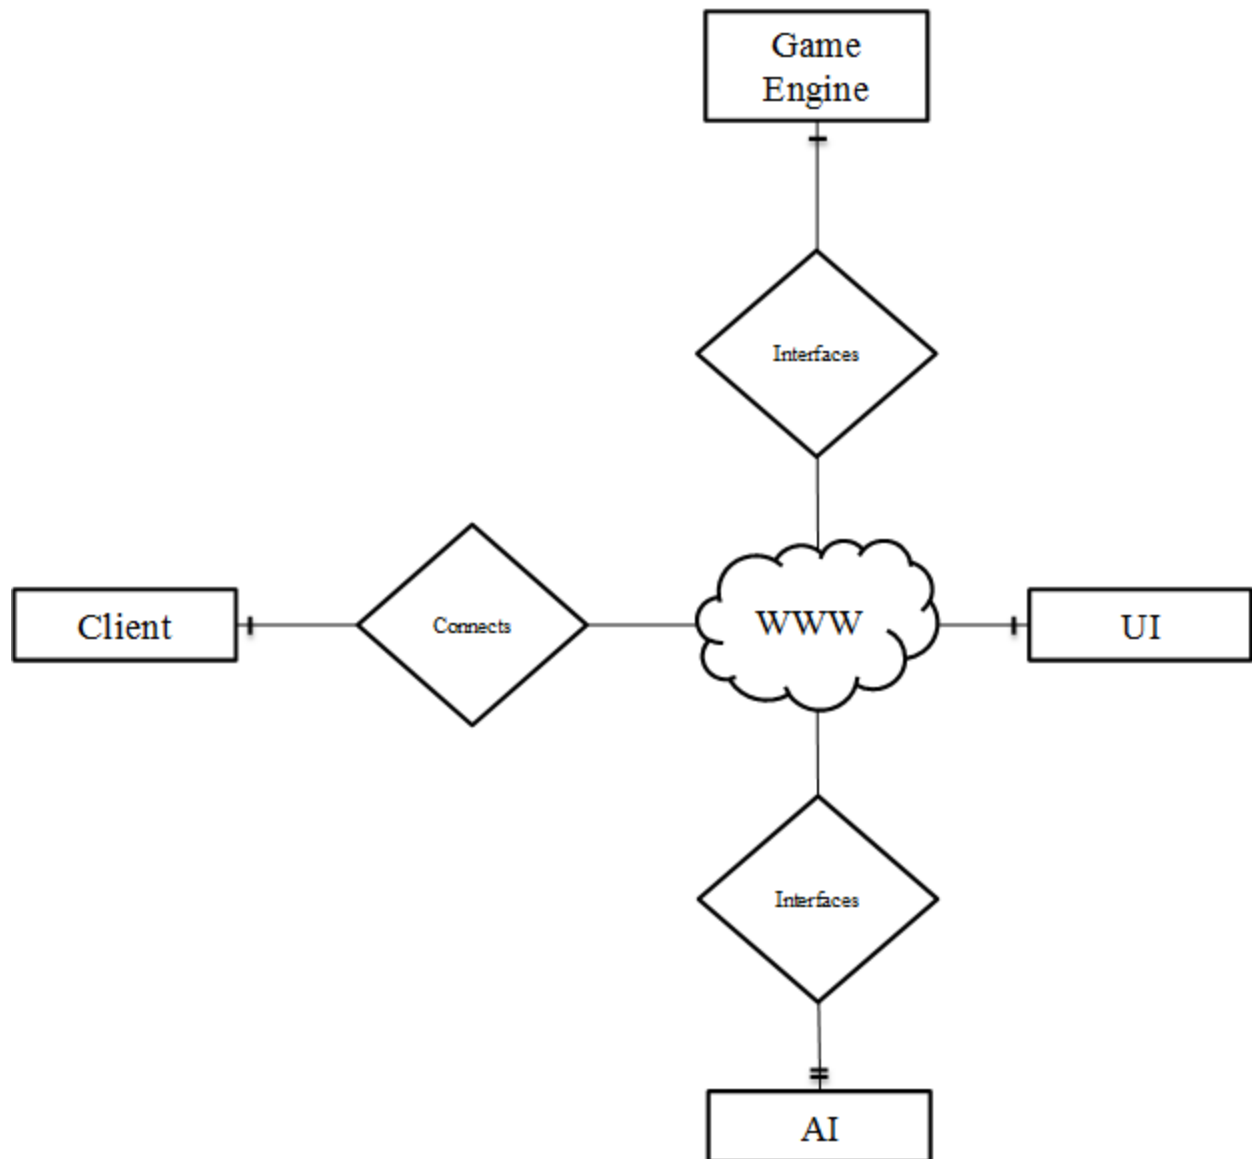 Game
Engine
Interfaces
Client
Connects
WWW
UI
Interfaces
AI